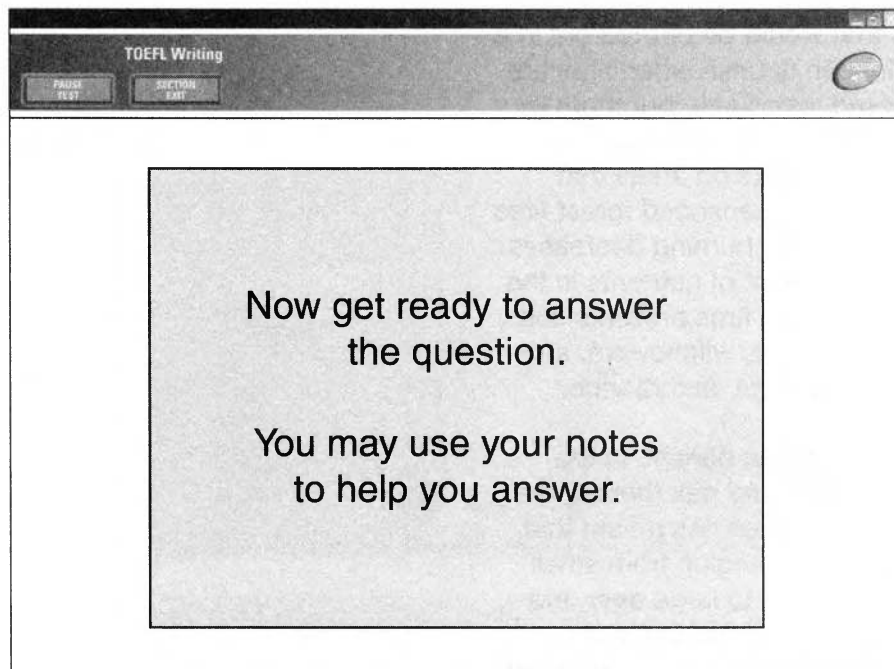 TOEFL Writing
PAUSE
TEST
SECTION
EXIT
Now get ready to answer
the question.
You may use your notes
to help you answer.